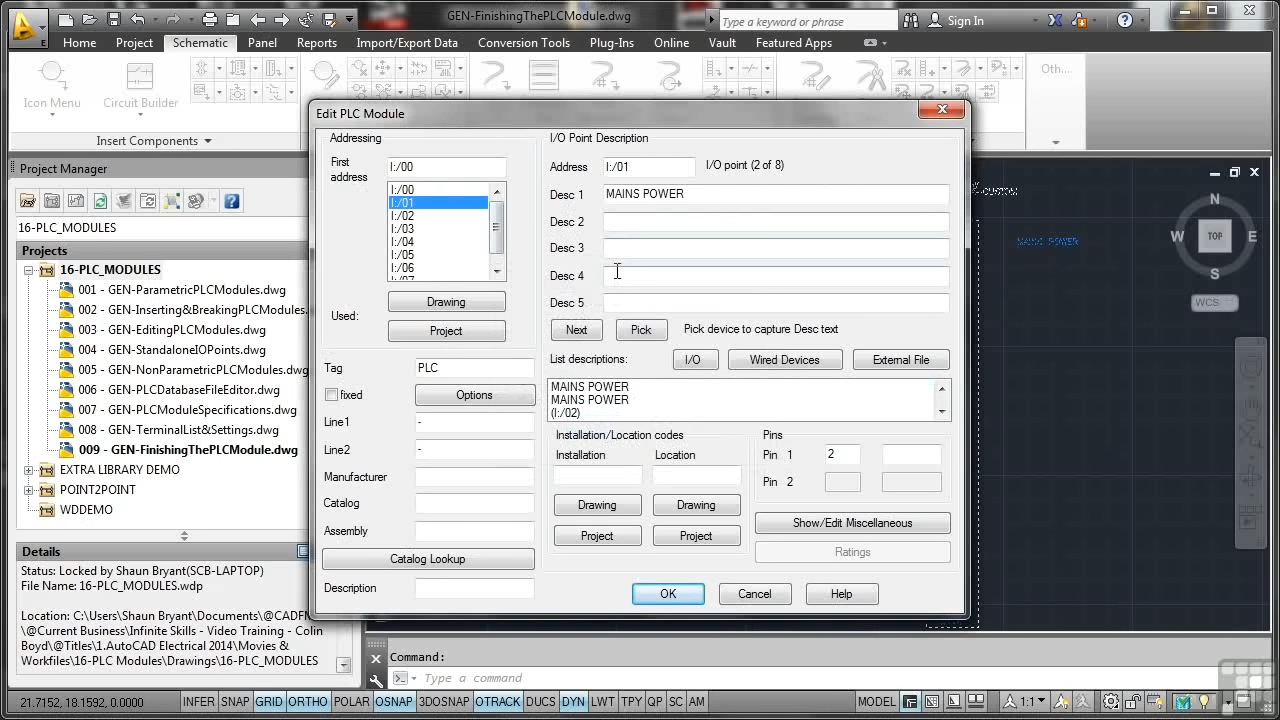 GEN-FinishingThePLCModule.dwg
Type a keyword or phrase
Sign In
E
Home Project Schematic Panel Reports Import/Export Data Conversion Tools Plug-Ins Online Vault Featured Apps
Icon Menu
Circuit Builder
Oth...
Insert Components
Project Manager
16-PLC_MODULES
Projects
16-PLC_MODULES
001 - GEN-ParametricPLCModules.dwg
002 - GEN-Inserting&BreakingPLCModules.dwg
003 - GEN-EditingPLCModules.dwg
004 - GEN-StandaloneIOPoints.dwg
005 - GEN-NonParametricPLCModules.dwg
006 - GEN-PLCDatabaseFileEditor.dwg
007 - GEN-PLCModuleSpecifications.dwg
008 - GEN-TerminalList&Settings.dwg
009 - GEN-FinishingThePLCModule.dwg
EXTRA LIBRARY DEMO
POINT2POINT
WDDEMO
Details
Status: Locked by Shaun Bryant(SCB-LAPTOP)
File Name: 16-PLC_MODULES.wdp
Location: C:\Users\Shaun Bryant\Documents\@CADFM
\@Current Business\Infinite Skills - Video Training - Colin
Boyd\@Titles\1.AutoCAD Electrical 2014\Movies &
Workfiles\16-PLC Modules\Drawings\16-PLC_MODULES
Edit PLC Module
Addressing
First
address
I:/00
I:/00
I:/01
I:/02
I:/03
I:/04
I:/05
I:/06
Used:
Drawing
Project
Tag
PLC
fixed
Options
Line1
-
Line2
-
Manufacturer
Catalog
Assembly
Catalog Lookup
Description
I/O Point Description
Address
I:/01
I/O point (2 of 8)
Desc 1
MAINS POWER
Desc 2
Desc 3
Desc 4
Desc 5
Next
Pick
Pick device to capture Desc text
List descriptions:
I/O
Wired Devices
External File
MAINS POWER
MAINS POWER
(I:/02)
Installation/Location codes
Installation
Location
Drawing
Drawing
Project
Project
Pins
Pin 1
2
Pin 2
Show/Edit Miscellaneous
Ratings
OK
Cancel
Help
MAINS POWER
N
W
TOP
E
S
WCS
Command:
Type a command
21.7152, 18.1592, 0.0000
INFER SNAP GRID ORTHO POLAR OSNAP 3DOSNAP OTRACK DUCS DYN LWT TPY QP SC AM
MODEL
1:1